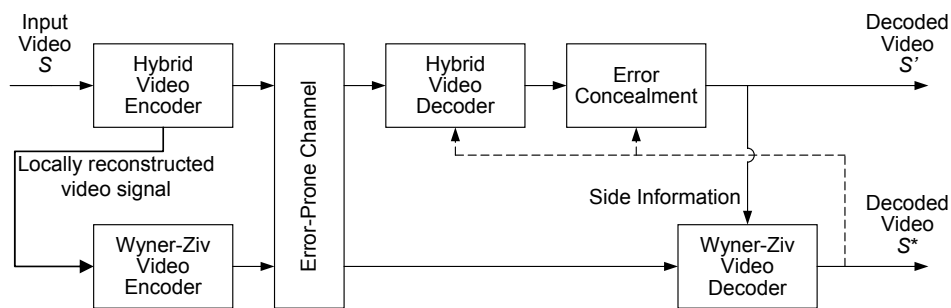 Input
Video
S
Hybrid
Video
Encoder
Error-Prone Channel
Hybrid
Video
Decoder
Error
Concealment
Decoded
Video
S'
Locally reconstructed
video signal
Side Information
Wyner-Ziv
Video
Encoder
Wyner-Ziv
Video
Decoder
Decoded
Video
S*